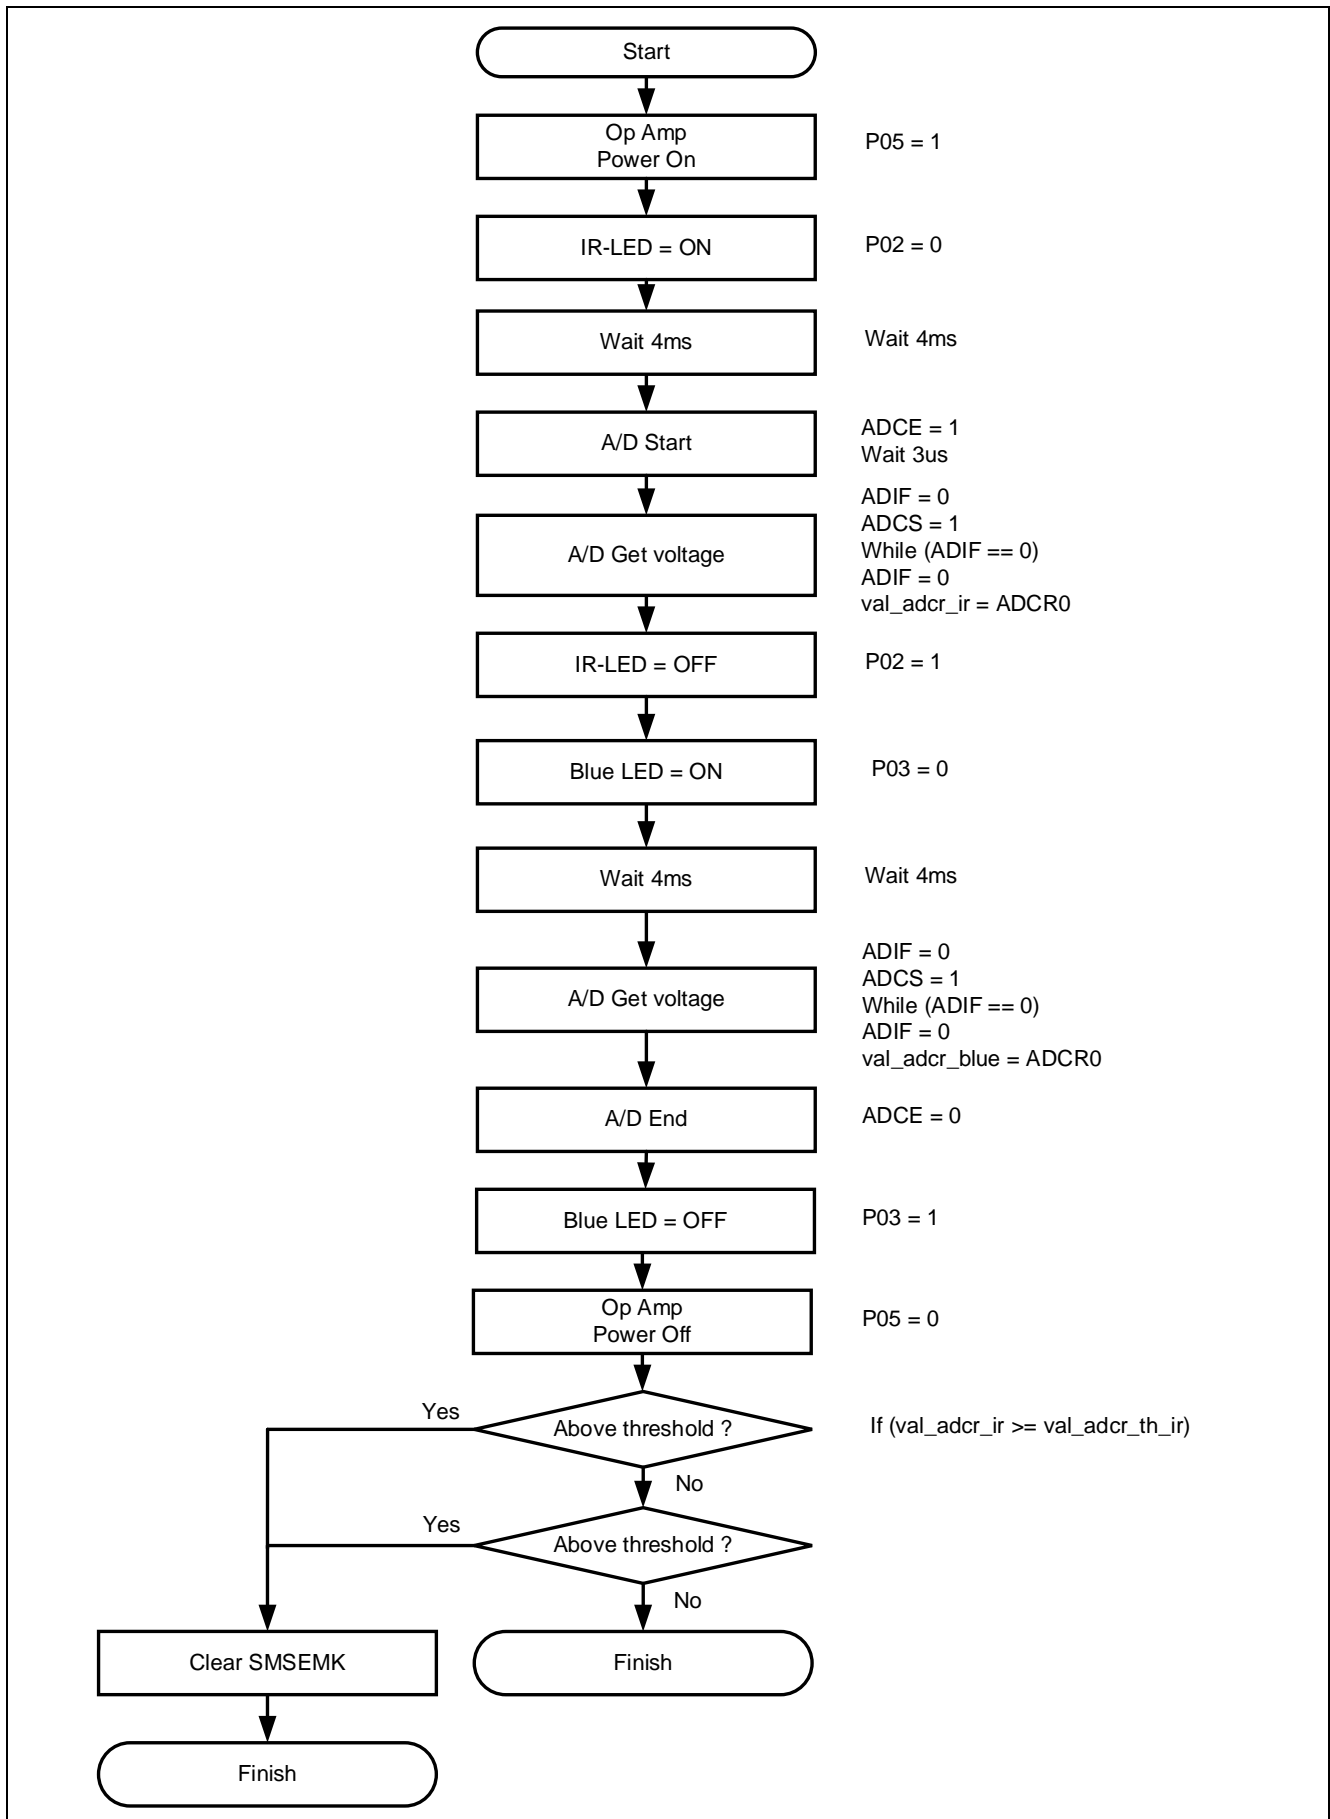 Start
Op Amp
Power On
P05 = 1
IR-LED = ON
P02 = 0
Wait 4ms
Wait 4ms
A/D Start
ADCE = 1
Wait 3us
A/D Get voltage
ADIF = 0
ADCS = 1
While (ADIF == 0)
ADIF = 0
val_adcr_ir = ADCR0
IR-LED = OFF
P02 = 1
Blue LED = ON
P03 = 0
Wait 4ms
Wait 4ms
A/D Get voltage
ADIF = 0
ADCS = 1
While (ADIF == 0)
ADIF = 0
val_adcr_blue = ADCR0
A/D End
ADCE = 0
Blue LED = OFF
P03 = 1
Op Amp
Power Off
P05 = 0
Yes
Above threshold ?
If (val_adcr_ir >= val_adcr_th_ir)
No
Yes
Above threshold ?
No
Clear SMSEMK
Finish
Finish